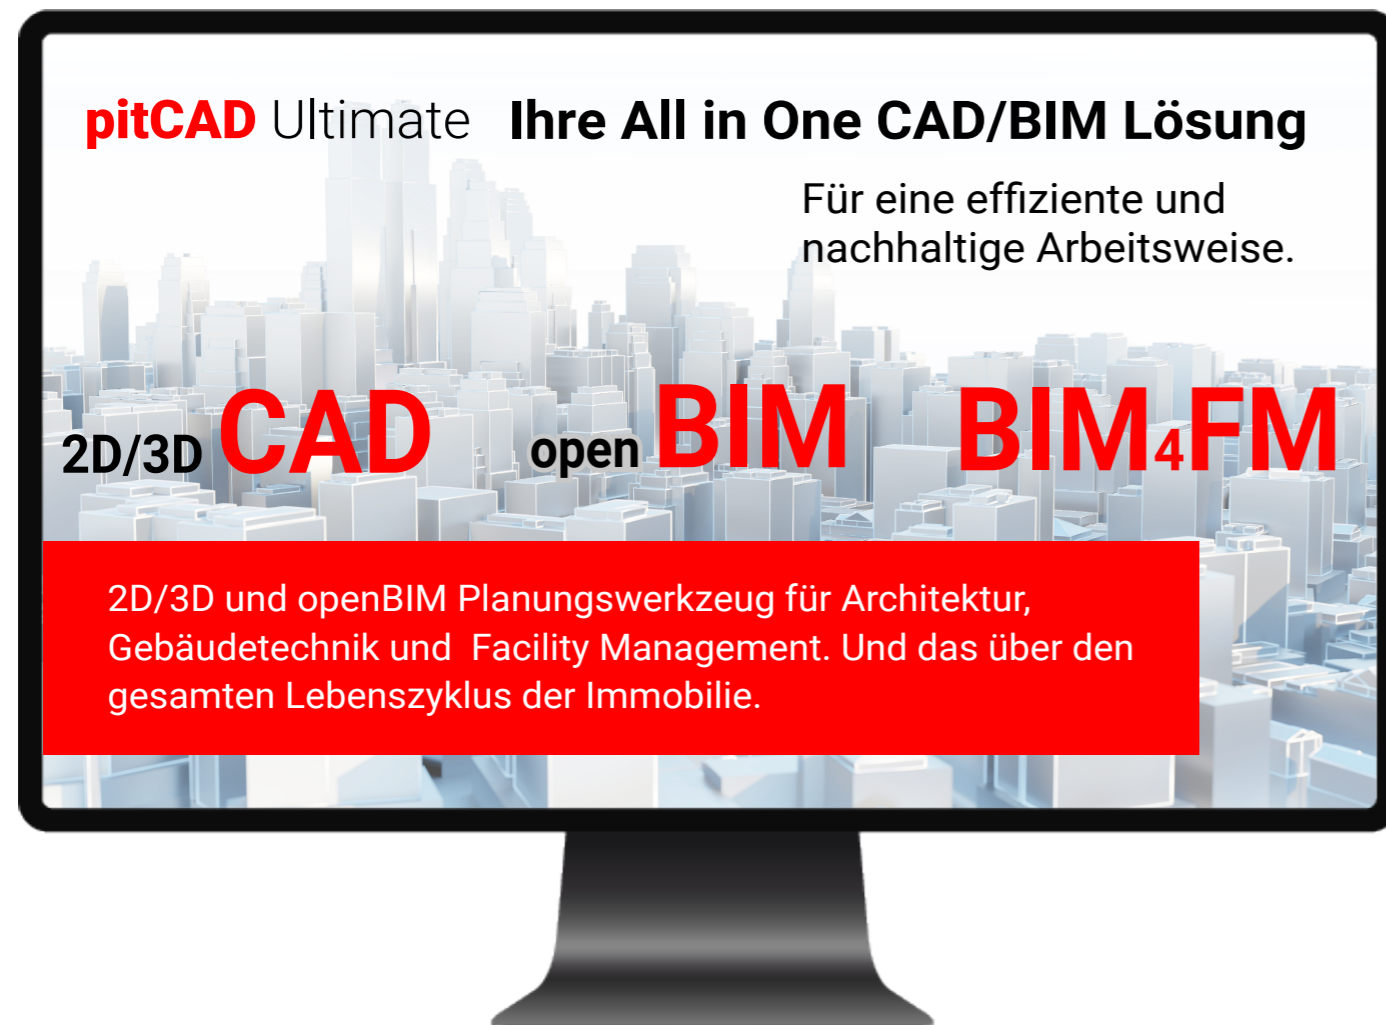 pitCAD Ultimate Ihre All in One CAD/BIM Lösung
Für eine effiziente und
nachhaltige Arbeitsweise.
2D/3D CAD open BIM BIM4FM
2D/3D und openBIM Planungswerkzeug für Architektur,
Gebäudetechnik und Facility Management. Und das über den
gesamten Lebenszyklus der Immobilie.